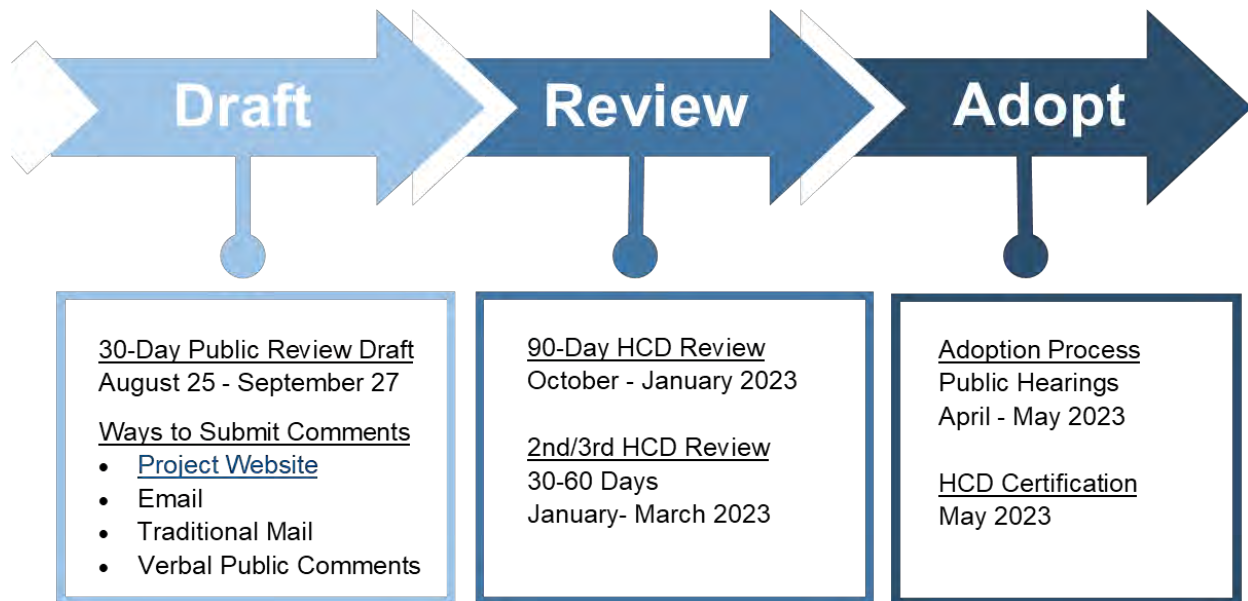 Draft
Review
Adopt
30-Day Public Review Draft
August 25 - September 27
Ways to Submit Comments
• Project Website
• Email
• Traditional Mail
• Verbal Public Comments
90-Day HCD Review
October - January 2023
2nd/3rd HCD Review
30-60 Days
January- March 2023
Adoption Process
Public Hearings
April - May 2023
HCD Certification
May 2023